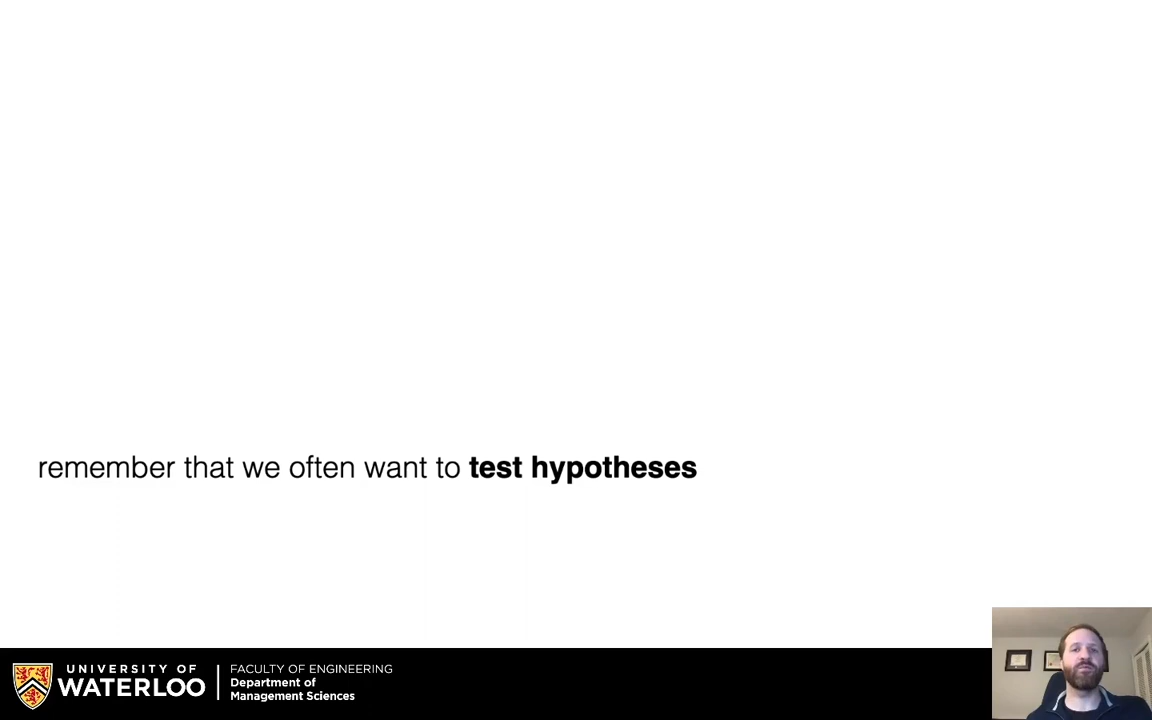 remember that we often want to test hypotheses
UNIVERSITY OF
WATERLOO
FACULTY OF ENGINEERING
Department of
Management Sciences